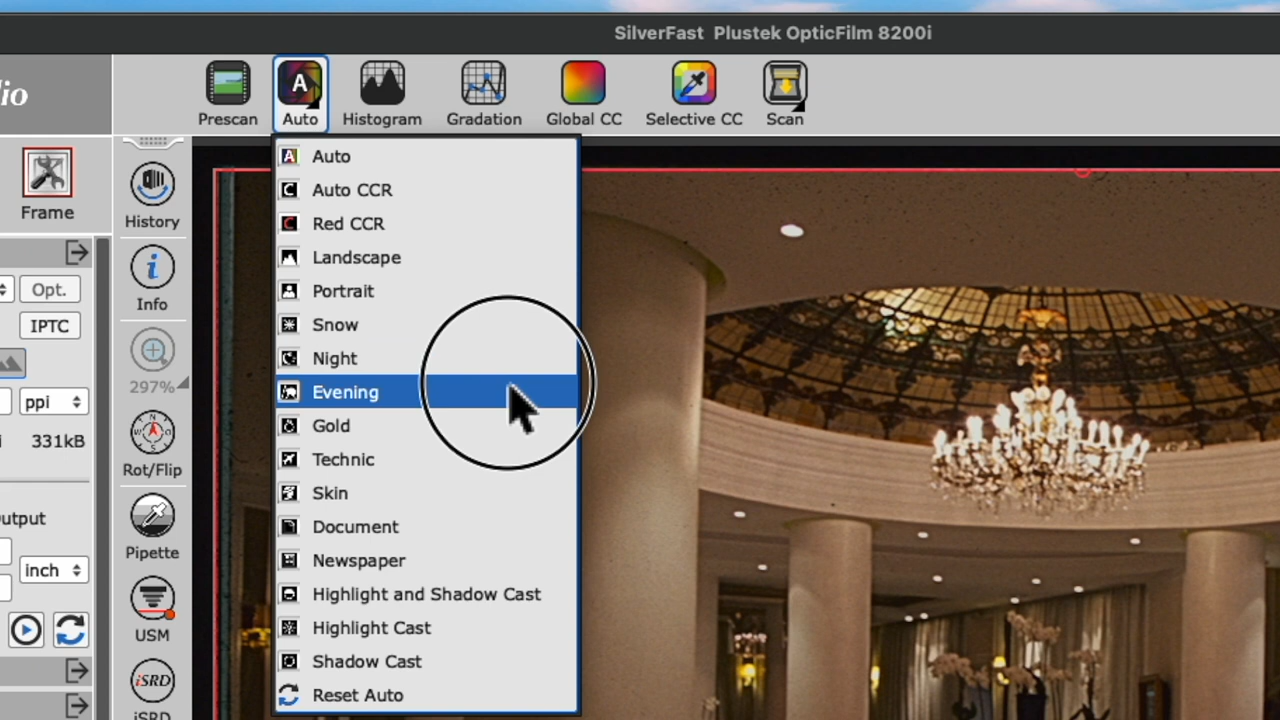 SilverFast Plustek OpticFilm 8200i
io
Prescan
A
Auto
Histogram
Gradation
Global CC
Selective CC
Scan
Frame
Opt.
IPTC
ppi
331kB
utput
inch
History
Info
297%
Rot/Flip
Pipette
USM
iSRD
iSRD
Auto
Auto CCR
Red CCR
Landscape
Portrait
Snow
Night
Evening
Gold
Technic
Skin
Document
Newspaper
Highlight and Shadow Cast
Highlight Cast
Shadow Cast
Reset Auto